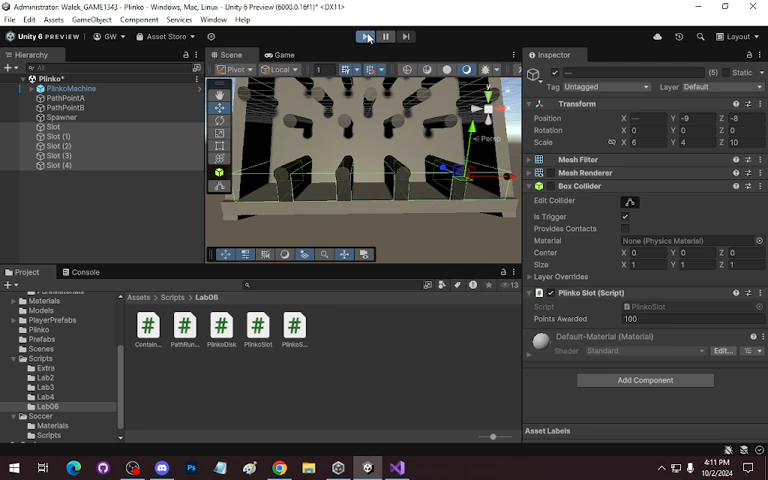 Administrator: Walek_GAME1343 - Plinko - Windows, Mac, Linux - Unity 6 Preview (6000.0.16f1)* <DX11>
File Edit Assets GameObject Component Services Window Help
Unity 6 PREVIEW GW Asset Store Layout
Hierarchy
All
Plinko*
PlinkoMachine
PathPointA
PathPointB
Spawner
Slot
Slot (1)
Slot (2)
Slot (3)
Slot (4)
Scene Game
Pivot Local 1
y
Persp
Inspector
— (5) Static
Tag Untagged Layer Default
Transform
Position X — Y -9 Z -8
Rotation X 0 Y 0 Z 0
Scale X 6 Y 4 Z 10
Mesh Filter
Mesh Renderer
Box Collider
Edit Collider
Is Trigger
Provides Contacts
Material None (Physics Material)
Center X 0 Y 0 Z 0
Size X 1 Y 1 Z 1
Layer Overrides
Plinko Slot (Script)
Script PlinkoSlot
Points Awarded 100
Default-Material (Material)
Shader Standard Edit...
Add Component
Asset Labels
Project Console
13
Materials
Models
PlayerPrefabs
Plinko
Prefabs
Scenes
Scripts
Extra
Lab2
Lab3
Lab4
Lab06
Soccer
Materials
Scripts
Assets > Scripts > Lab06
Contain... PathRun... PlinkoDisk PlinkoSlot PlinkoS...
4:11 PM
10/2/2024